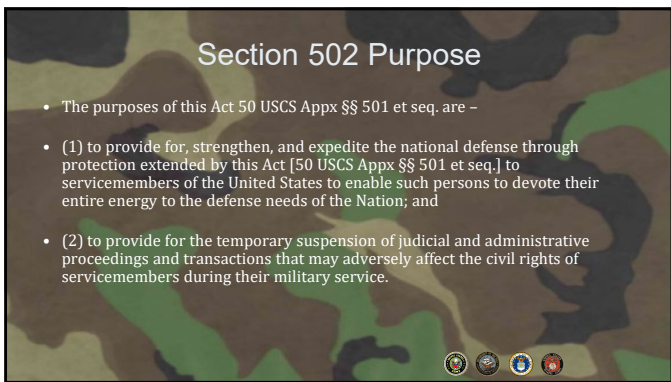 Section 502 Purpose
• The purposes of this Act 50 USCS Appx §§ 501 et seq. are –
• (1) to provide for, strengthen, and expedite the national defense through
protection extended by this Act [50 USCS Appx §§ 501 et seq.] to
servicemembers of the United States to enable such persons to devote their
entire energy to the defense needs of the Nation; and
• (2) to provide for the temporary suspension of judicial and administrative
proceedings and transactions that may adversely affect the civil rights of
servicemembers during their military service.